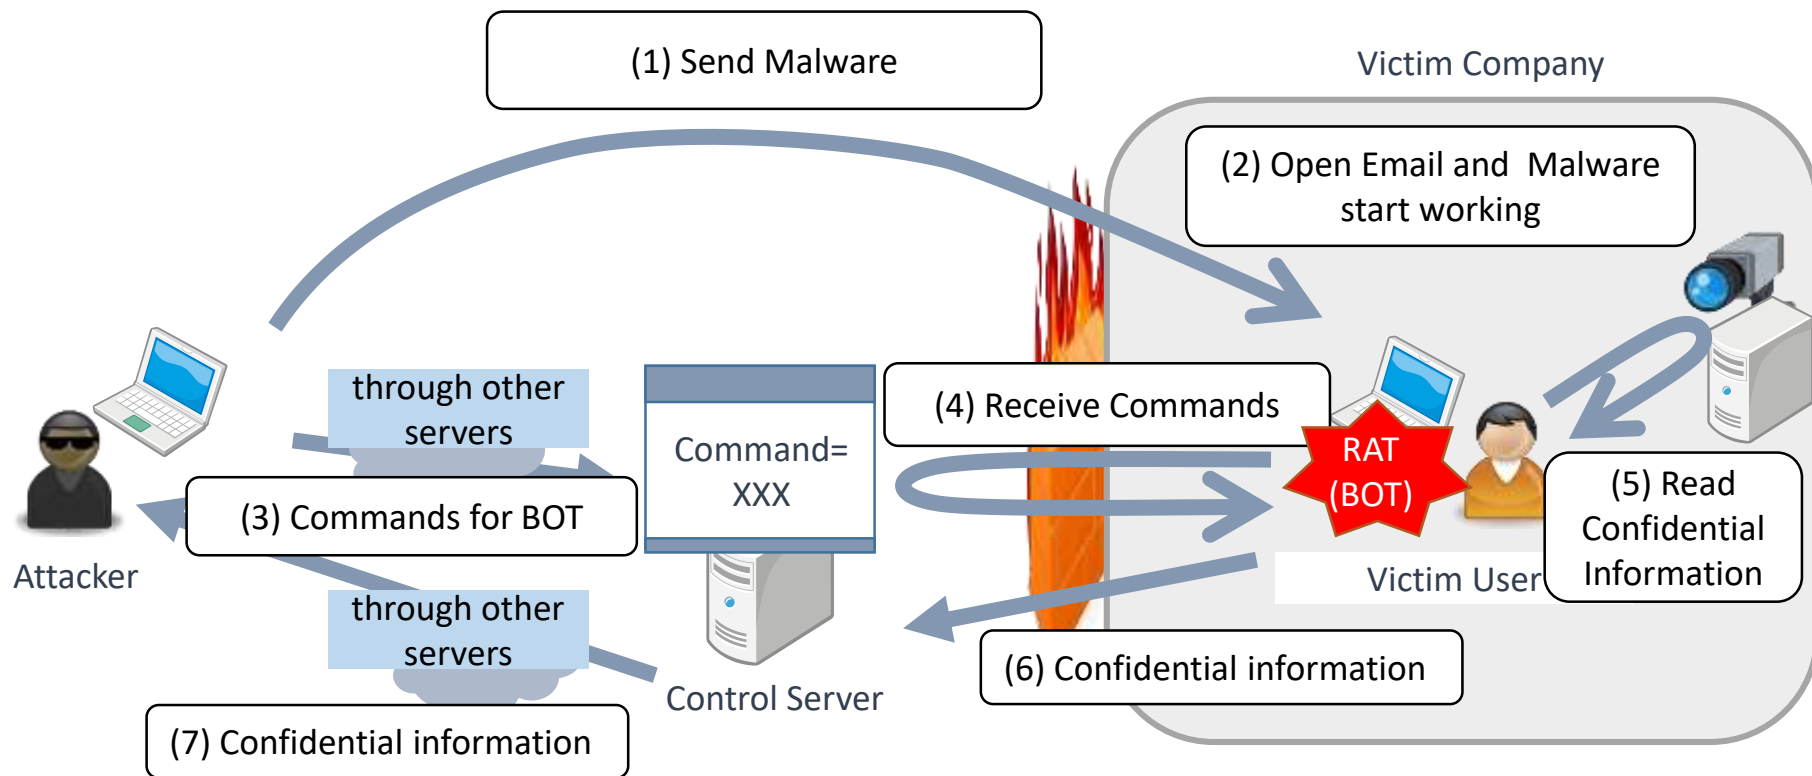 (1) Send Malware
Victim Company
(2) Open Email and  Malware
start working
through other
servers
Command=
XXX
(4) Receive Commands
RAT
(BOT)
(3) Commands for BOT
(5) Read
Confidential
Information
Attacker
Victim User
through other
servers
(6) Confidential information
Control Server
(7) Confidential information